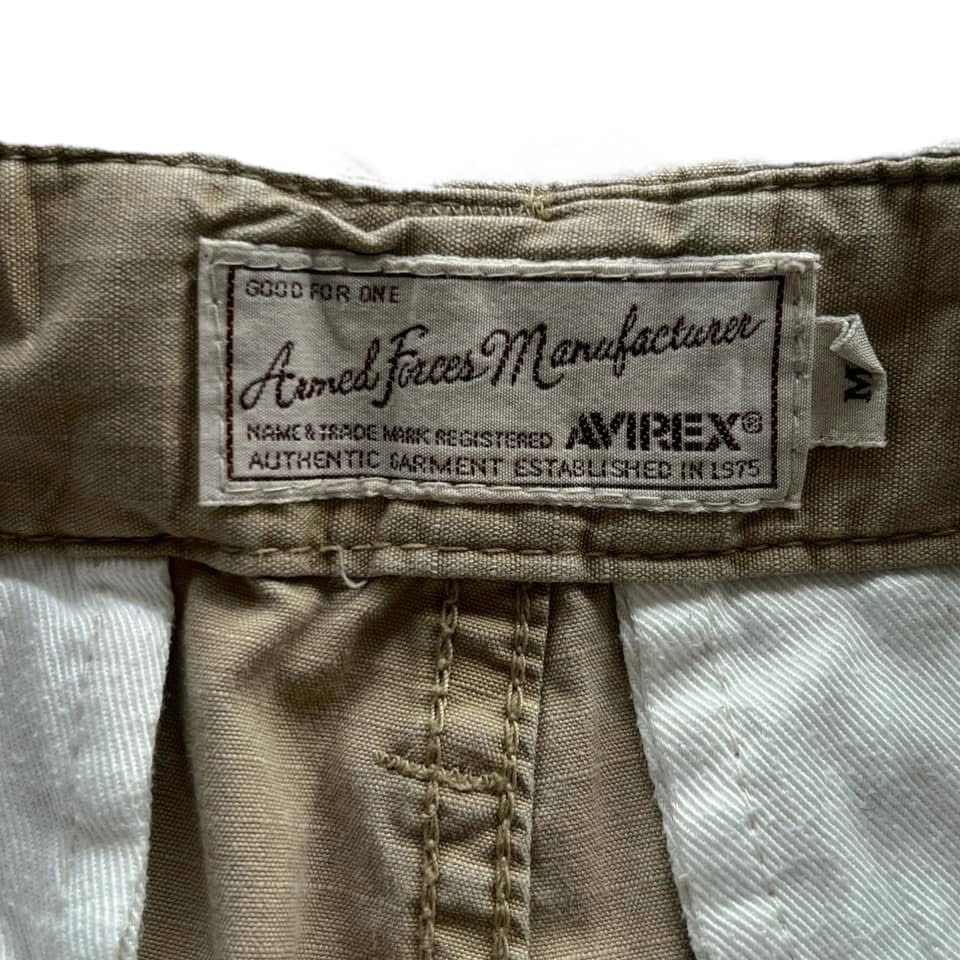 GOOD FOR ONE
Armed Forces Manufacturer
NAME & TRADE MARK REGISTERED AVIREX®
AUTHENTIC GARMENT ESTABLISHED IN 1975
M